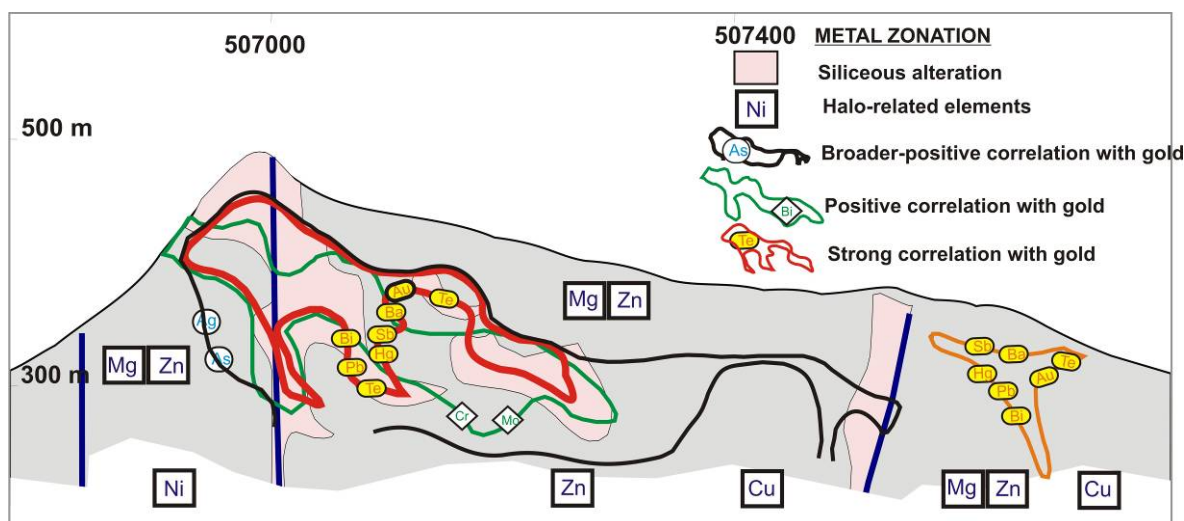 507000
507400
METAL ZONATION
Siliceous alteration
Ni
Halo-related elements
500 m
As
Broader-positive correlation with gold
Bi
Positive correlation with gold
Te
Strong correlation with gold
Au
Te
Mg Zn
Ba
Ag
Sb
Bi
Hg
As
Mg Zn
Pb
Te
300 m
Sb
Ba
Te
Hg
Au
Pb
Bi
Cr
Mo
Ni
Zn
Cu
Mg Zn
Cu